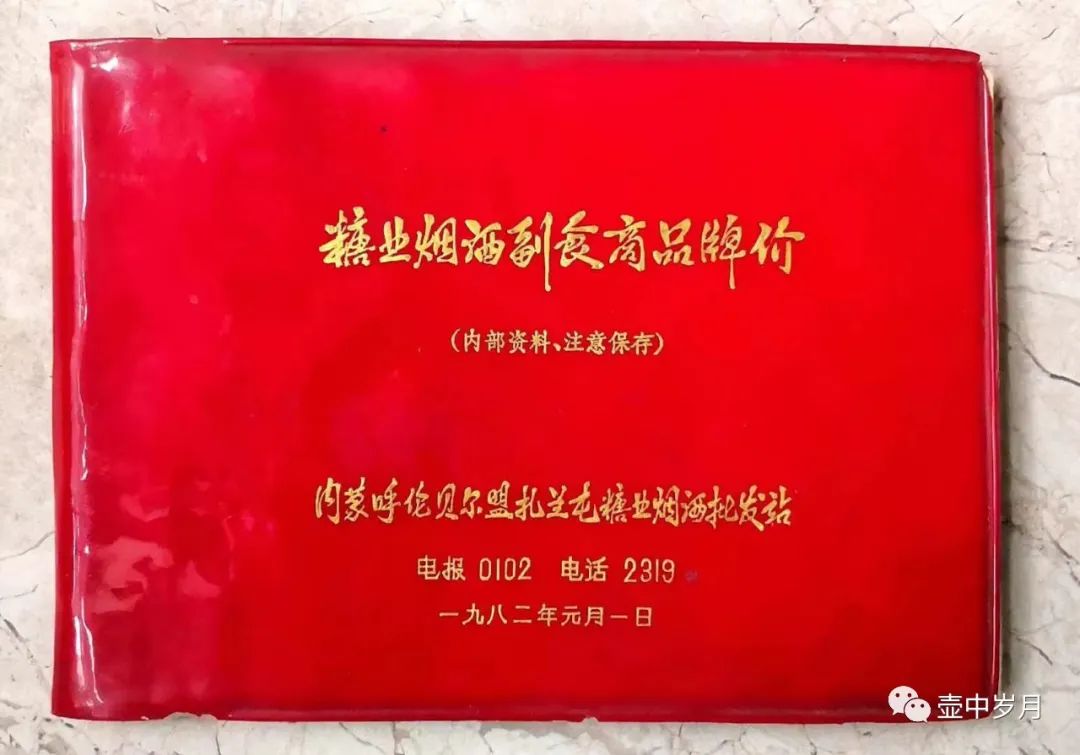 糖业烟酒副食商品牌价
(内部资料、注意保存)
内蒙呼伦贝尔盟扎兰屯糖业烟酒批发站
电报 0102 电话 2319
一九八二年元月一日
壶中岁月